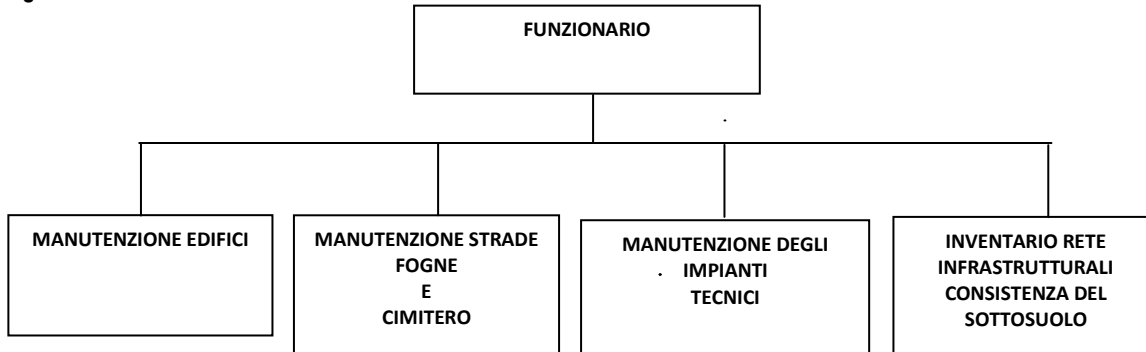 FUNZIONARIO
MANUTENZIONE EDIFICI
MANUTENZIONE STRADE
FOGNE
E
CIMITERO
MANUTENZIONE DEGLI
IMPIANTI
TECNICI
INVENTARIO RETE
INFRASTRUTTURALI
CONSISTENZA DEL
SOTTOSUOLO